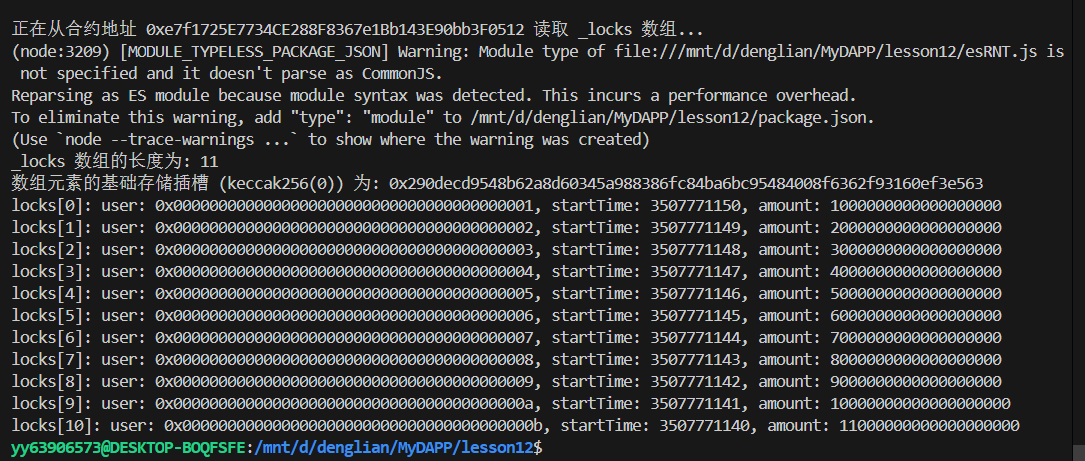 正在从合约地址 0xe7f1725E7734CE288F8367e1Bb143E90bb3F0512 读取 _locks 数组...
(node:3209) [MODULE_TYPELESS_PACKAGE_JSON] Warning: Module type of file:///mnt/d/denglian/MyDAPP/lesson12/esRNT.js is
not specified and it doesn't parse as CommonJS.
Reparsing as ES module because module syntax was detected. This incurs a performance overhead.
To eliminate this warning, add "type": "module" to /mnt/d/denglian/MyDAPP/lesson12/package.json.
(Use `node --trace-warnings ...` to show where the warning was created)
_locks 数组的长度为: 11
数组元素的基础存储插槽 (keccak256(0)) 为: 0x290decd9548b62a8d60345a988386fc84ba6bc95484008f6362f93160ef3e563
locks[0]: user: 0x0000000000000000000000000000000000000001, startTime: 3507771150, amount: 1000000000000000000
locks[1]: user: 0x0000000000000000000000000000000000000002, startTime: 3507771149, amount: 2000000000000000000
locks[2]: user: 0x0000000000000000000000000000000000000003, startTime: 3507771148, amount: 3000000000000000000
locks[3]: user: 0x0000000000000000000000000000000000000004, startTime: 3507771147, amount: 4000000000000000000
locks[4]: user: 0x0000000000000000000000000000000000000005, startTime: 3507771146, amount: 5000000000000000000
locks[5]: user: 0x0000000000000000000000000000000000000006, startTime: 3507771145, amount: 6000000000000000000
locks[6]: user: 0x0000000000000000000000000000000000000007, startTime: 3507771144, amount: 7000000000000000000
locks[7]: user: 0x0000000000000000000000000000000000000008, startTime: 3507771143, amount: 8000000000000000000
locks[8]: user: 0x0000000000000000000000000000000000000009, startTime: 3507771142, amount: 9000000000000000000
locks[9]: user: 0x000000000000000000000000000000000000000a, startTime: 3507771141, amount: 10000000000000000000
locks[10]: user: 0x000000000000000000000000000000000000000b, startTime: 3507771140, amount: 11000000000000000000
yy63906573@DESKTOP-BOQFSFE:/mnt/d/denglian/MyDAPP/lesson12$